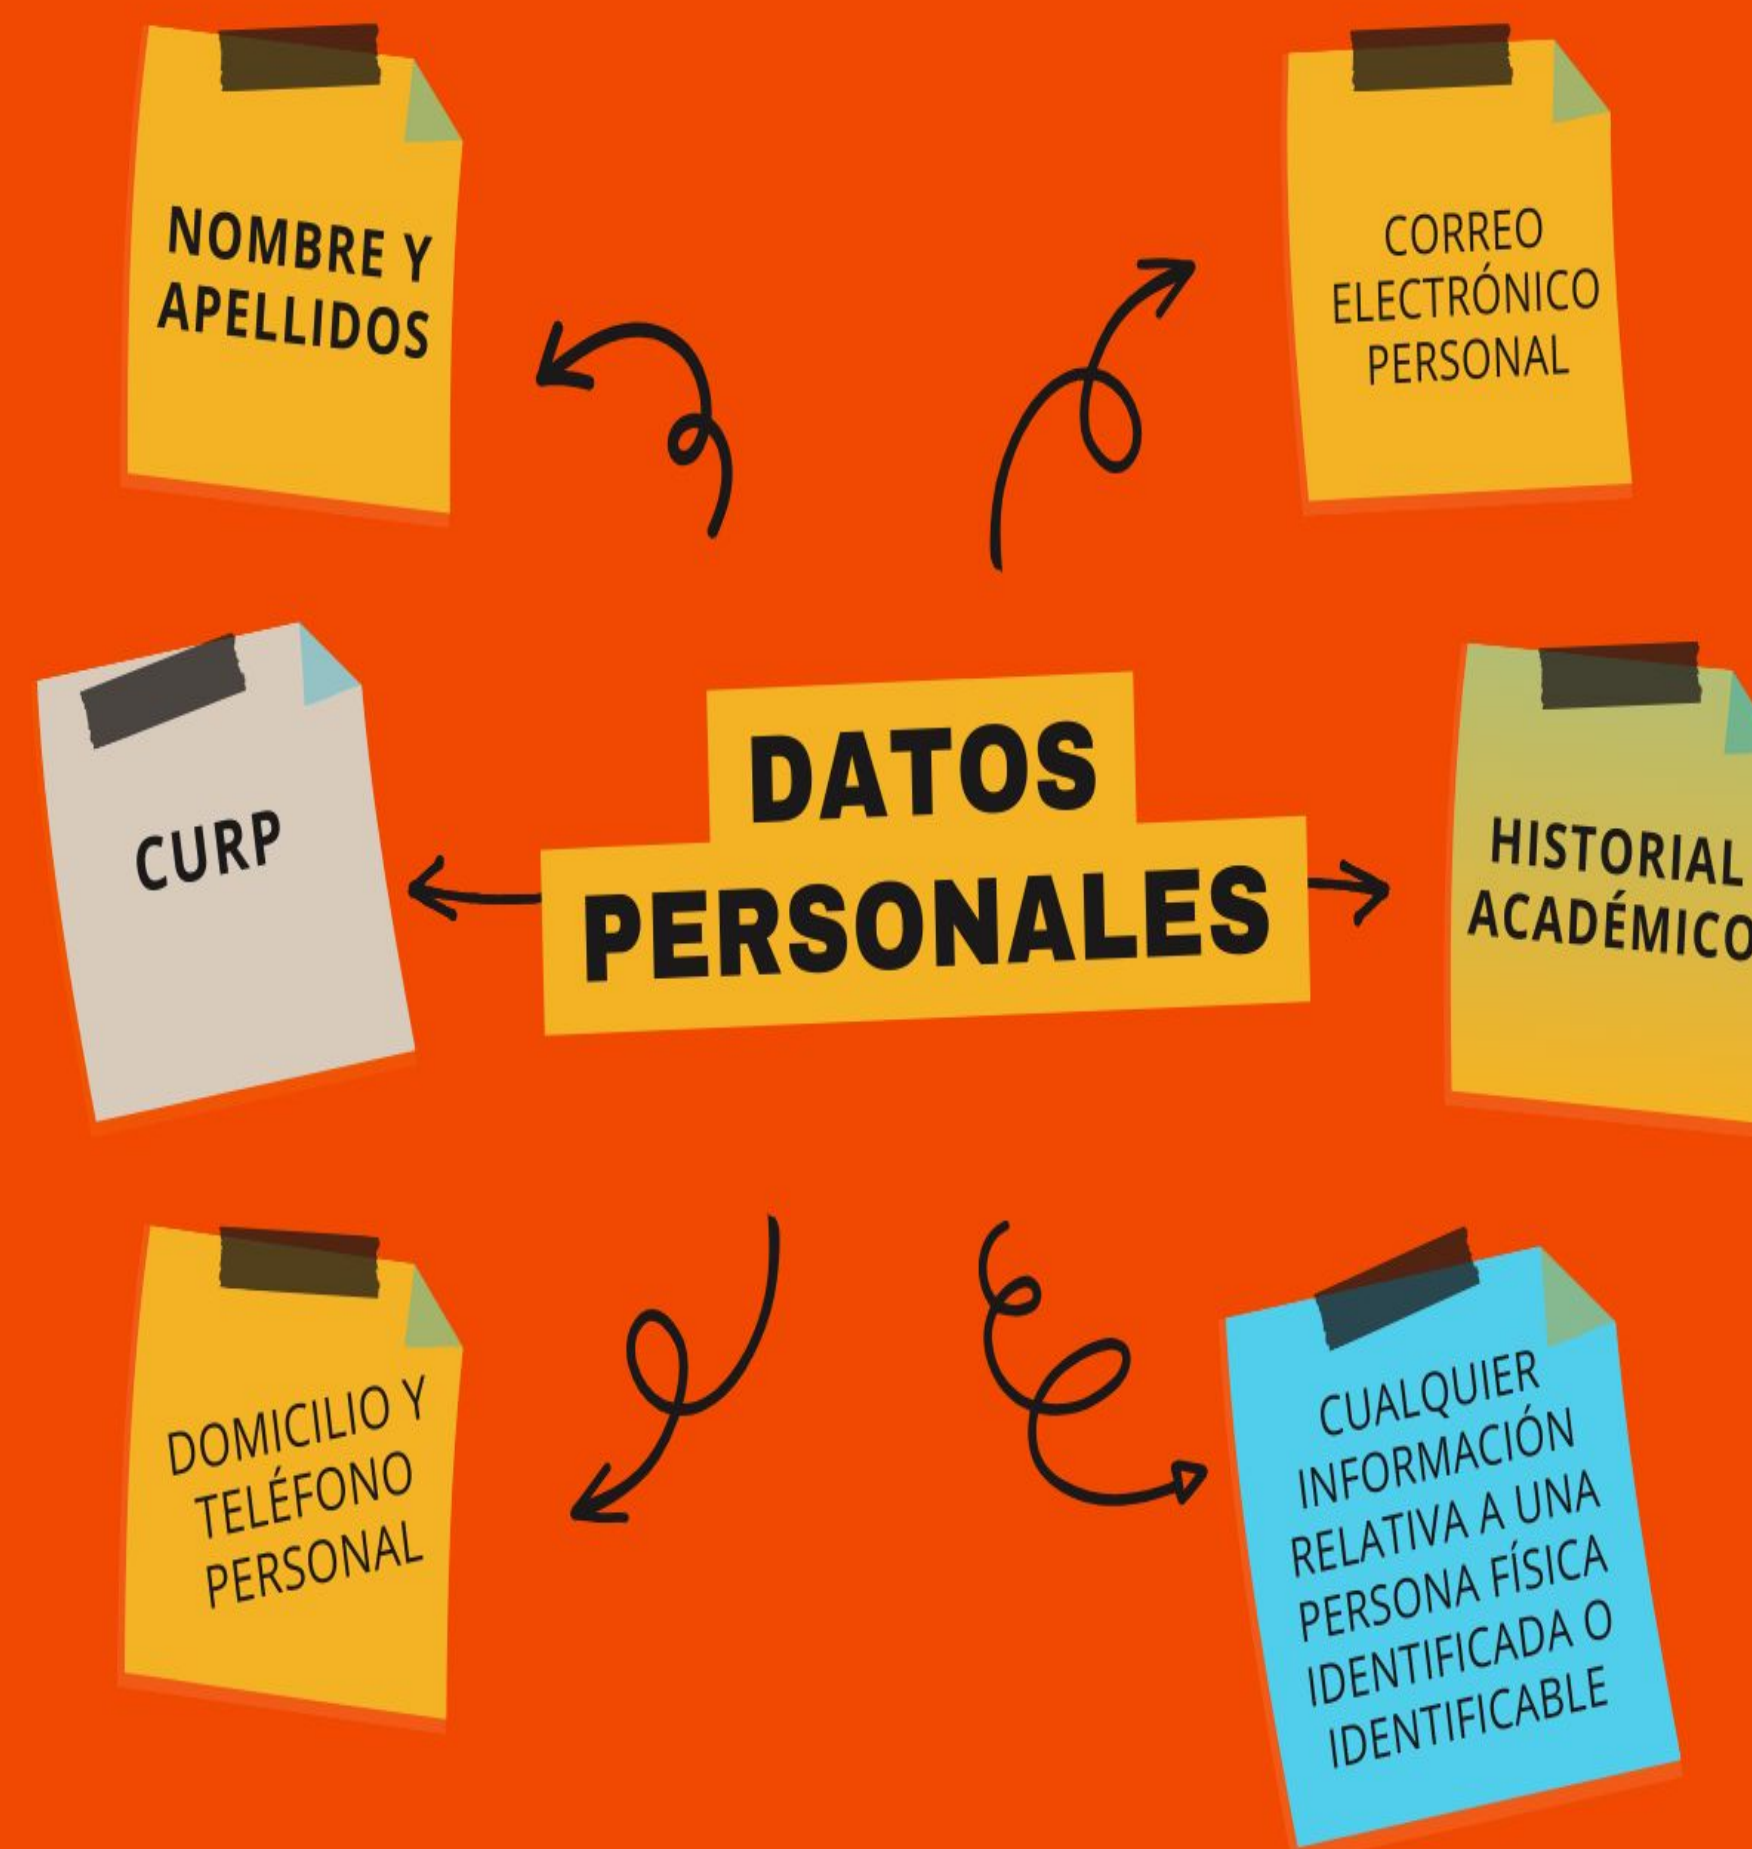 NOMBRE Y
APELLIDOS
CORREO
ELECTRÓNICO
PERSONAL
CURP
DATOS
PERSONALES
HISTORIAL
ACADÉMICO
DOMICILIO Y
TELÉFONO
PERSONAL
CUALQUIER
INFORMACIÓN
RELATIVA A UNA
PERSONA FÍSICA
IDENTIFICADA O
IDENTIFICABLE